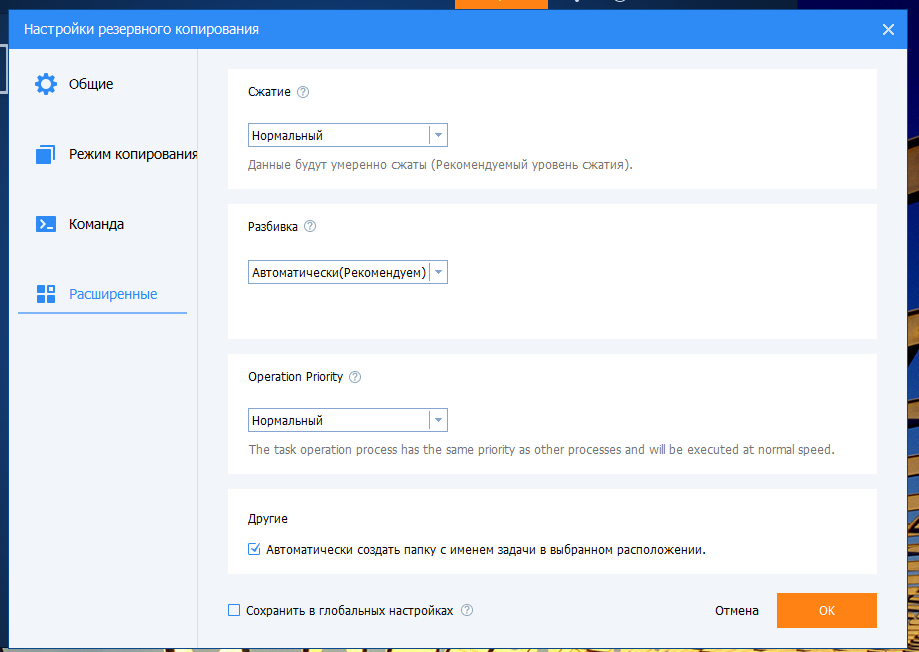 Настройки резервного копирования
Общие
Режим копирования
Команда
Расширенные
Сжатие
Нормальный
Данные будут умеренно сжаты (Рекомендуемый уровень сжатия).
Разбивка
Автоматически(Рекомендуем)
Operation Priority
Нормальный
The task operation process has the same priority as other processes and will be executed at normal speed.
Другие
Автоматически создать папку с именем задачи в выбранном расположении.
Сохранить в глобальных настройках
Отмена
OK